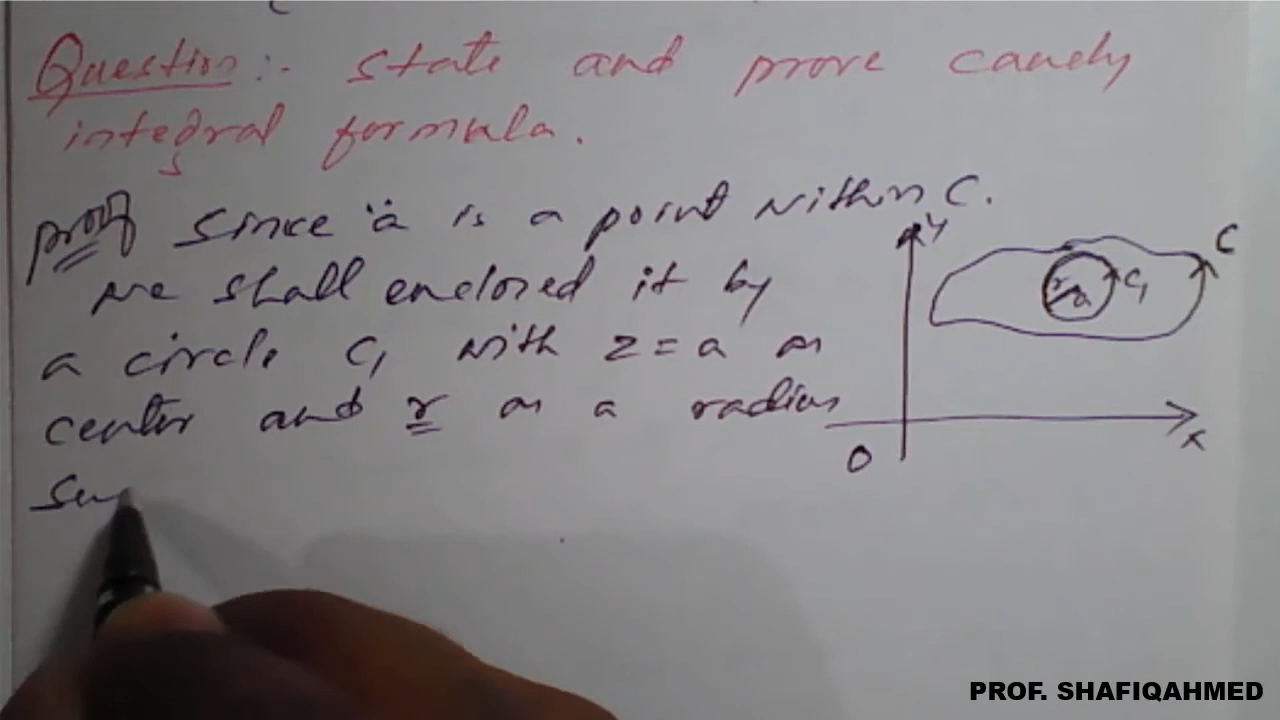 Question:- state and prove cauchy
integral formula.
proof Since 'a' is a point within C.
we shall enclosed it by
a circle C₁ with z = a as
center and r as a radius
Su
y
C
r
a
C₁
O
x
PROF. SHAFIQAHMED